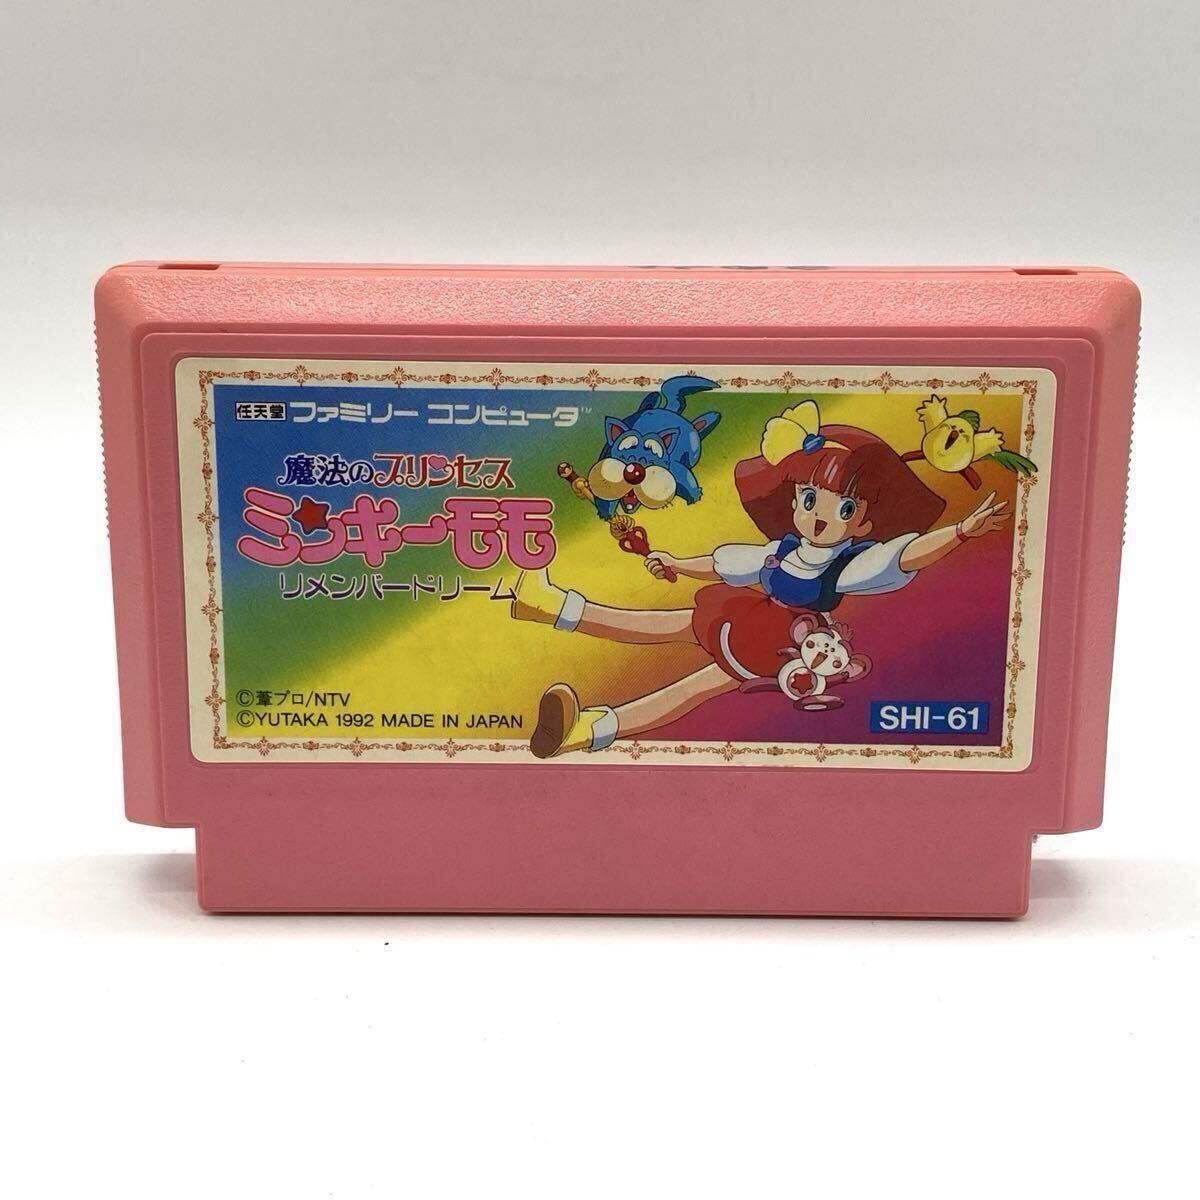 任天堂 ファミリー コンピュータ™
魔法のプリンセス
ミンキーモモ
リメンバードリーム
©葦プロ/NTV
©YUTAKA 1992 MADE IN JAPAN
SHI-61